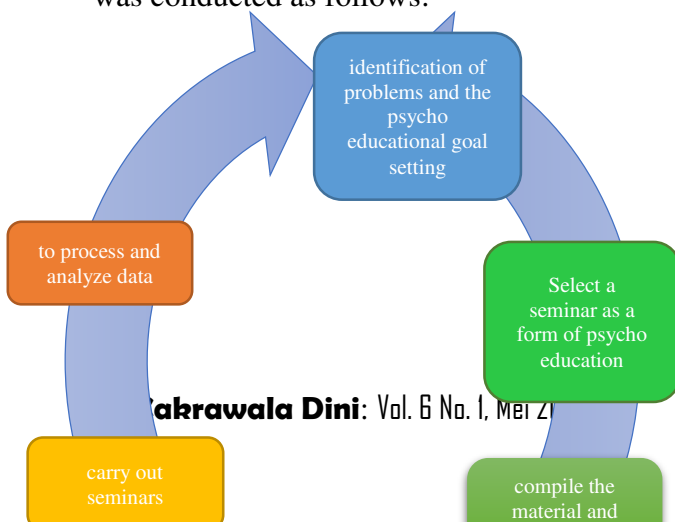 was conducted as follows:
identification of
problems and the
psycho
educational goal
setting
to process and
analyze data
Select a
seminar as a
form of psycho
education
akrawala Dini: Vol. 6 No. 1, Mei 2
carry out
seminars
compile the
material and